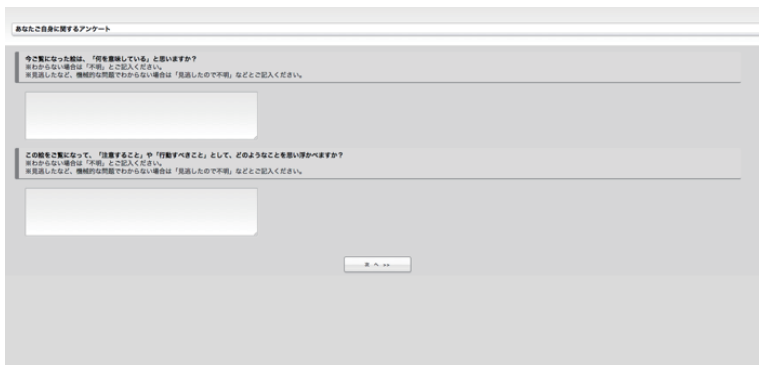 あなたご自身に関するアンケート
今ご覧になった絵は、「何を意味している」と思いますか？
※わからない場合は「不明」とご記入ください。
※見逃したなど、機械的な問題でわからない場合は「見逃したので不明」などとご記入ください。
この絵をご覧になって、「注意すること」や「行動すべきこと」として、どのようなことを思い浮かべますか？
※わからない場合は「不明」とご記入ください。
※見逃したなど、機械的な問題でわからない場合は「見逃したので不明」などとご記入ください。
次 へ >>